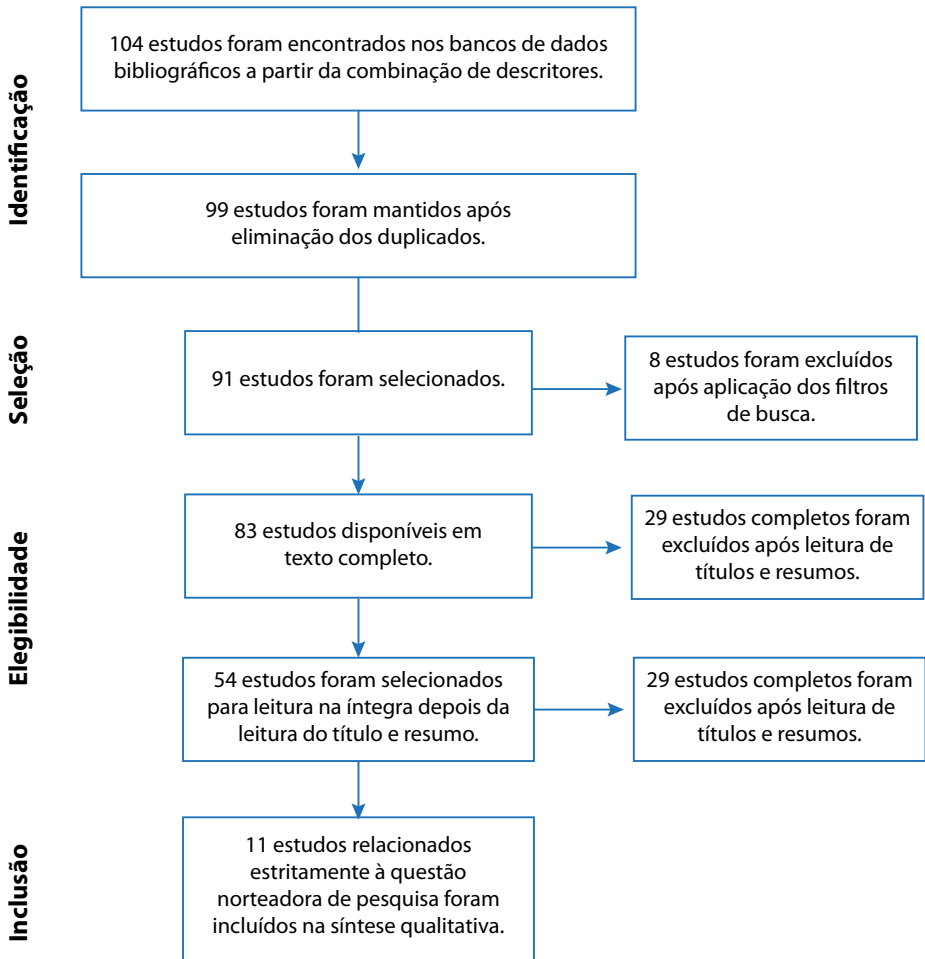 Identificação
104 estudos foram encontrados nos bancos de dados
bibliográficos a partir da combinação de descritores.
99 estudos foram mantidos após
eliminação dos duplicados.
Seleção
91 estudos foram selecionados.
8 estudos foram excluídos
após aplicação dos filtros
de busca.
Elegibilidade
83 estudos disponíveis em
texto completo.
29 estudos completos foram
excluídos após leitura de
títulos e resumos.
54 estudos foram selecionados
para leitura na íntegra depois da
leitura do título e resumo.
29 estudos completos foram
excluídos após leitura de
títulos e resumos.
Inclusão
11 estudos relacionados
estritamente à questão
norteadora de pesquisa foram
incluídos na síntese qualitativa.